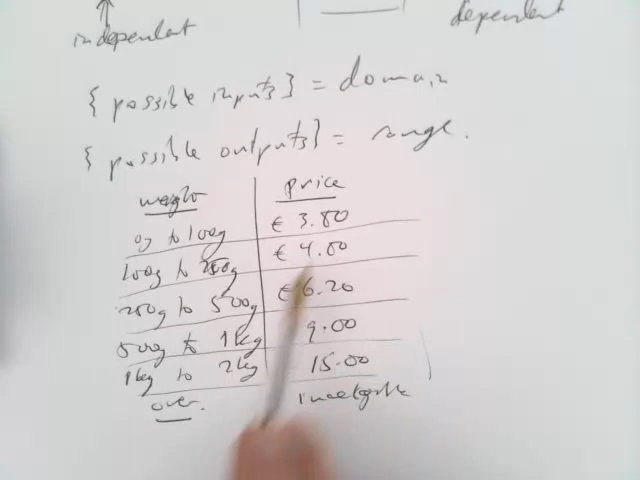 independent dependent
{ possible inputs } = domain
{ possible outputs } = range.
weight price
0g to 100g € 3.80
100g to 250g € 4.80
250g to 500g € 6.20
500g to 1kg 9.00
1kg to 2kg 15.00
over.